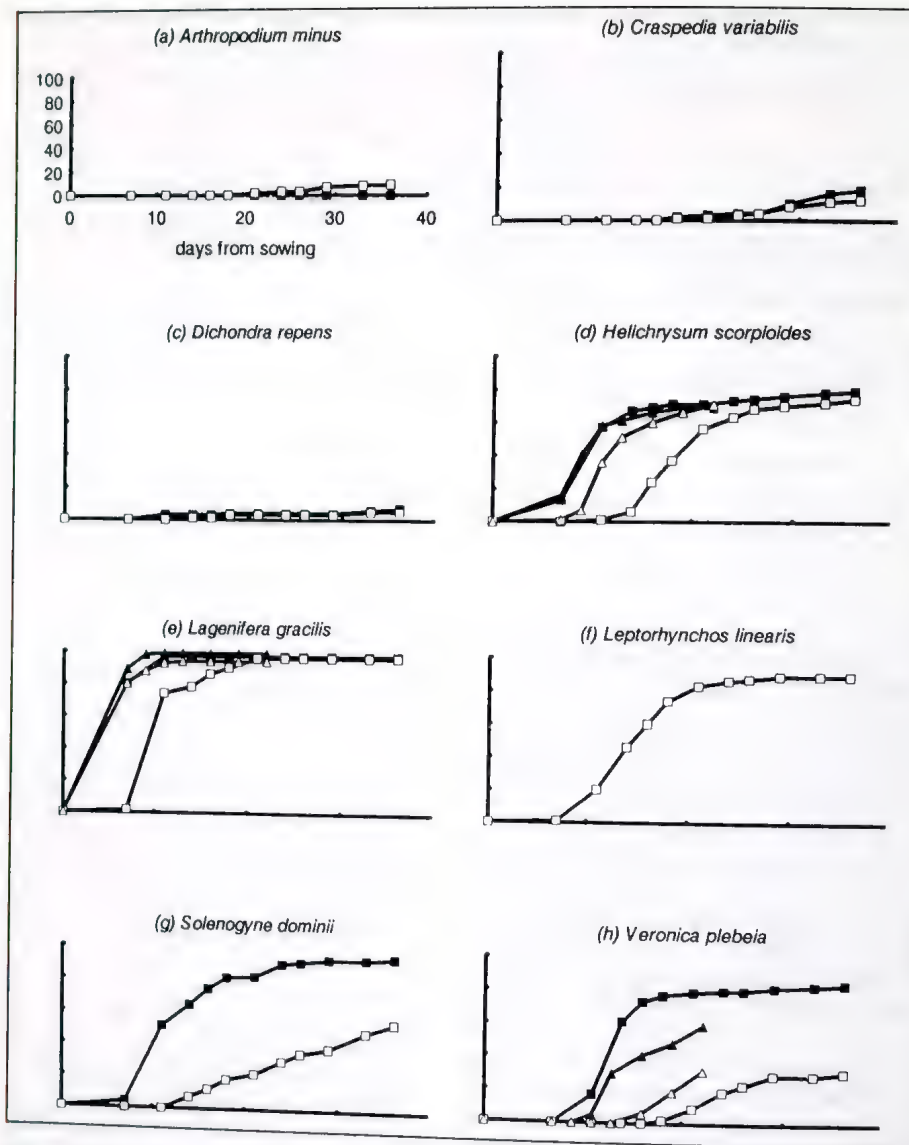 (a) Arthropodium minus
(b) Craspedia variabilis
100
80
60
40
20
0
0 10 20 30 40
days from sowing
(c) Dichondra repens
(d) Helichrysum scorpioides
(e) Lagenifera gracilis
(f) Leptorhynchos linearis
(g) Solenogyne dominii
(h) Veronica plebeia